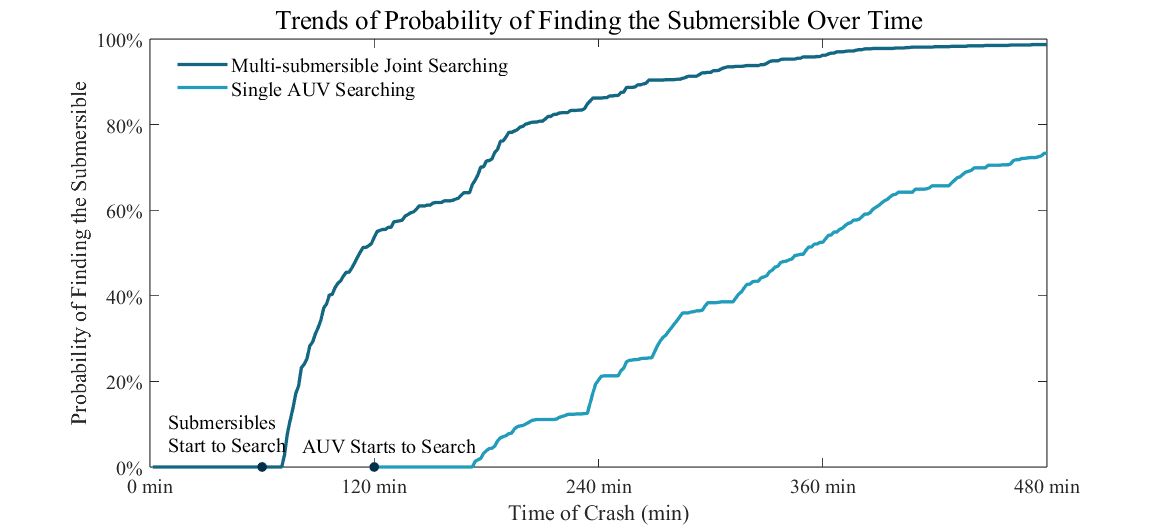 Trends of Probability of Finding the Submersible Over Time
100%
80%
60%
40%
20%
0%
Probability of Finding the Submersible
Multi-submersible Joint Searching
Single AUV Searching
Submersibles
Start to Search
AUV Starts to Search
0 min
120 min
240 min
360 min
480 min
Time of Crash (min)